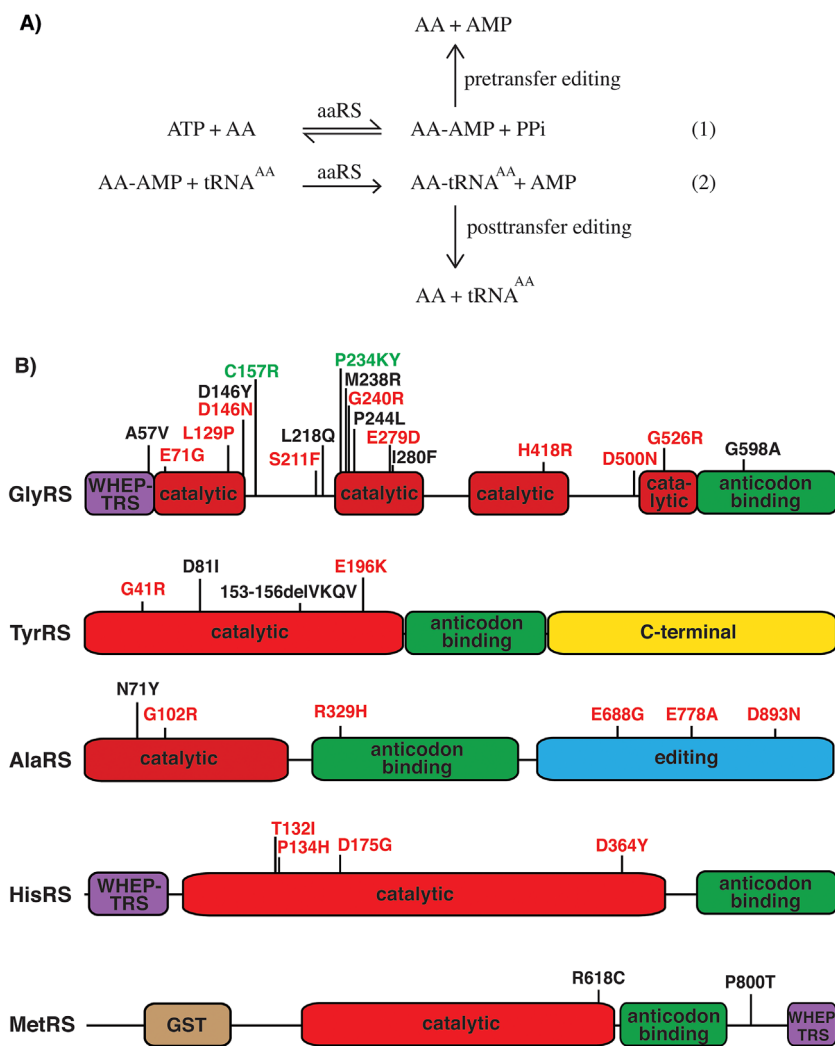 A)
AA + AMP
pretransfer editing
aaRS
ATP + AA AA-AMP + PPi (1)
aaRS
AA-AMP + tRNA^AA AA-tRNA^AA + AMP (2)
posttransfer editing
AA + tRNA^AA
B)
C157R P234KY
D146Y M238R
D146N G240R
A57V L129P L218Q P244L
E71G S211F E279D I280F H418R D500N G526R G598A
GlyRS WHEP-TRS catalytic catalytic catalytic cata-lytic anticodon binding
G41R D81I 153-156delVKQV E196K
TyrRS catalytic anticodon binding C-terminal
N71Y G102R R329H E688G E778A D893N
AlaRS catalytic anticodon binding editing
T132I P134H D175G D364Y
HisRS WHEP-TRS catalytic anticodon binding
R618C P800T
MetRS GST catalytic anticodon binding WHEP TRS